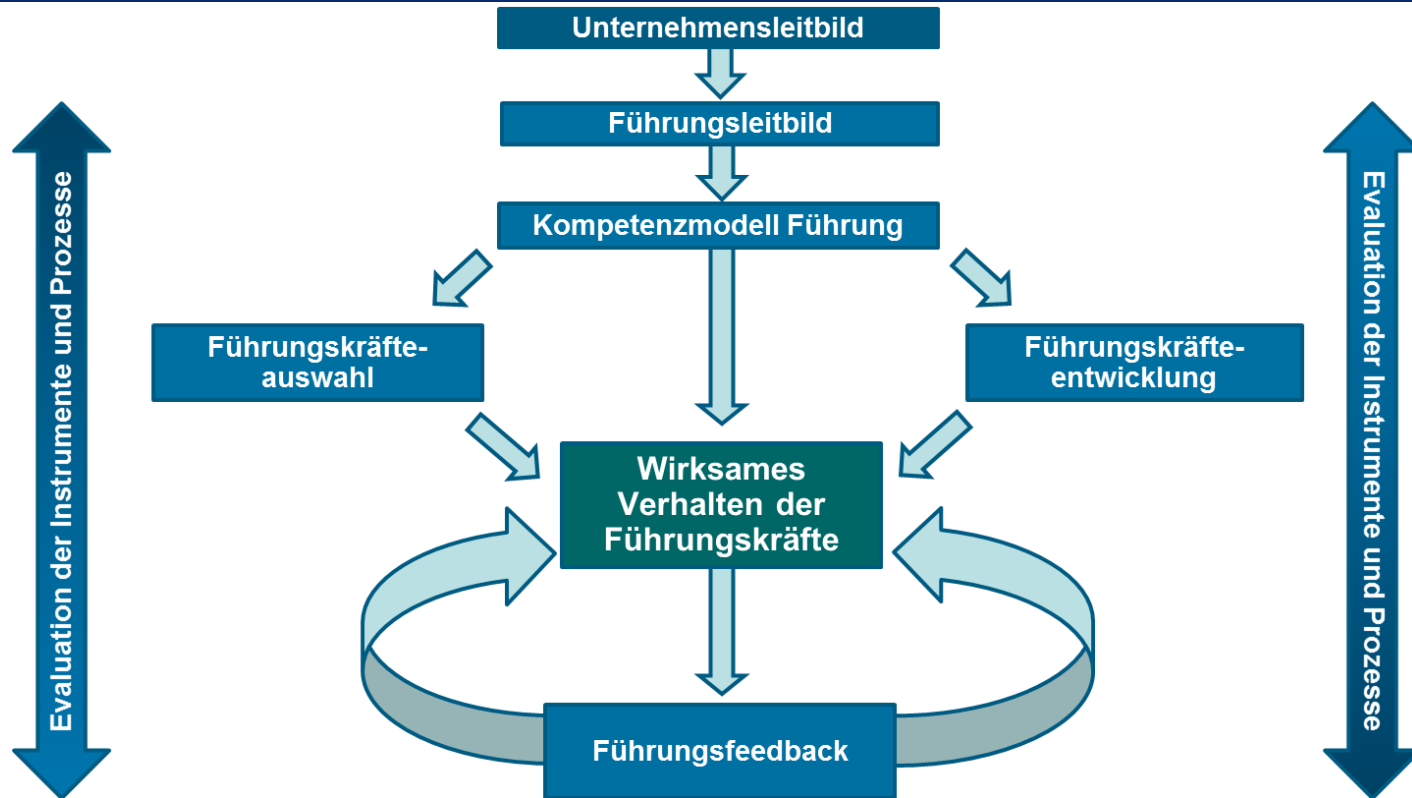 Unternehmensleitbild
Führungsleitbild
Kompetenzmodell Führung
Führungskräfte-
auswahl
Führungskräfte-
entwicklung
Wirksames
Verhalten der
Führungskräfte
Führungsfeedback
Evaluation der Instrumente und Prozesse
Evaluation der Instrumente und Prozesse